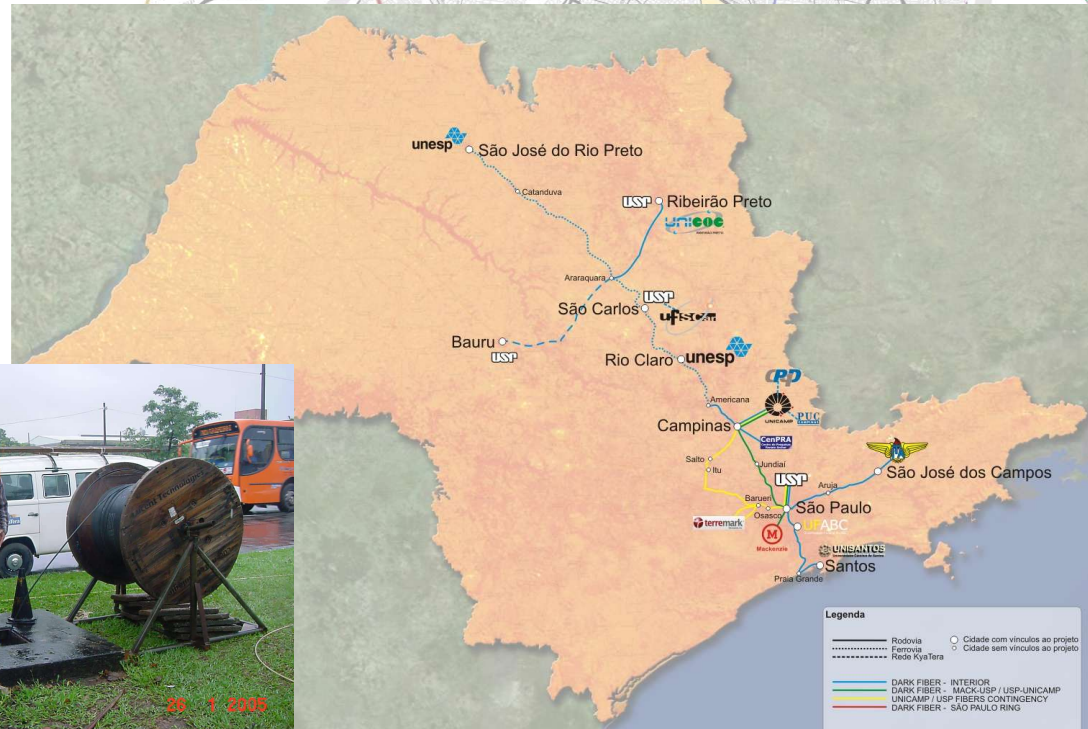 unesp
São José do Rio Preto
Catanduva
USP
Ribeirão Preto
UNICOC
Araraquara
USP
São Carlos
ufscar
Bauru
USP
Rio Claro
unesp
CPqD
Americana
UNICAMP
PUC
CAMPINAS
Campinas
CenPRA
Salto
Itu
Jundiaí
USP
São José dos Campos
Aruja
Barueri
Osasco
São Paulo
terremark
M
Mackenzie
UFABC
UNISANTOS
Santos
Praia Grande
Legenda
Rodovia
Ferrovia
Rede KyaTera
Cidade com vínculos ao projeto
Cidade sem vínculos ao projeto
DARK FIBER - INTERIOR
DARK FIBER - MACK-USP / USP-UNICAMP
UNICAMP / USP FIBERS CONTINGENCY
DARK FIBER - SÃO PAULO RING
Tecnologia
26 1 2005